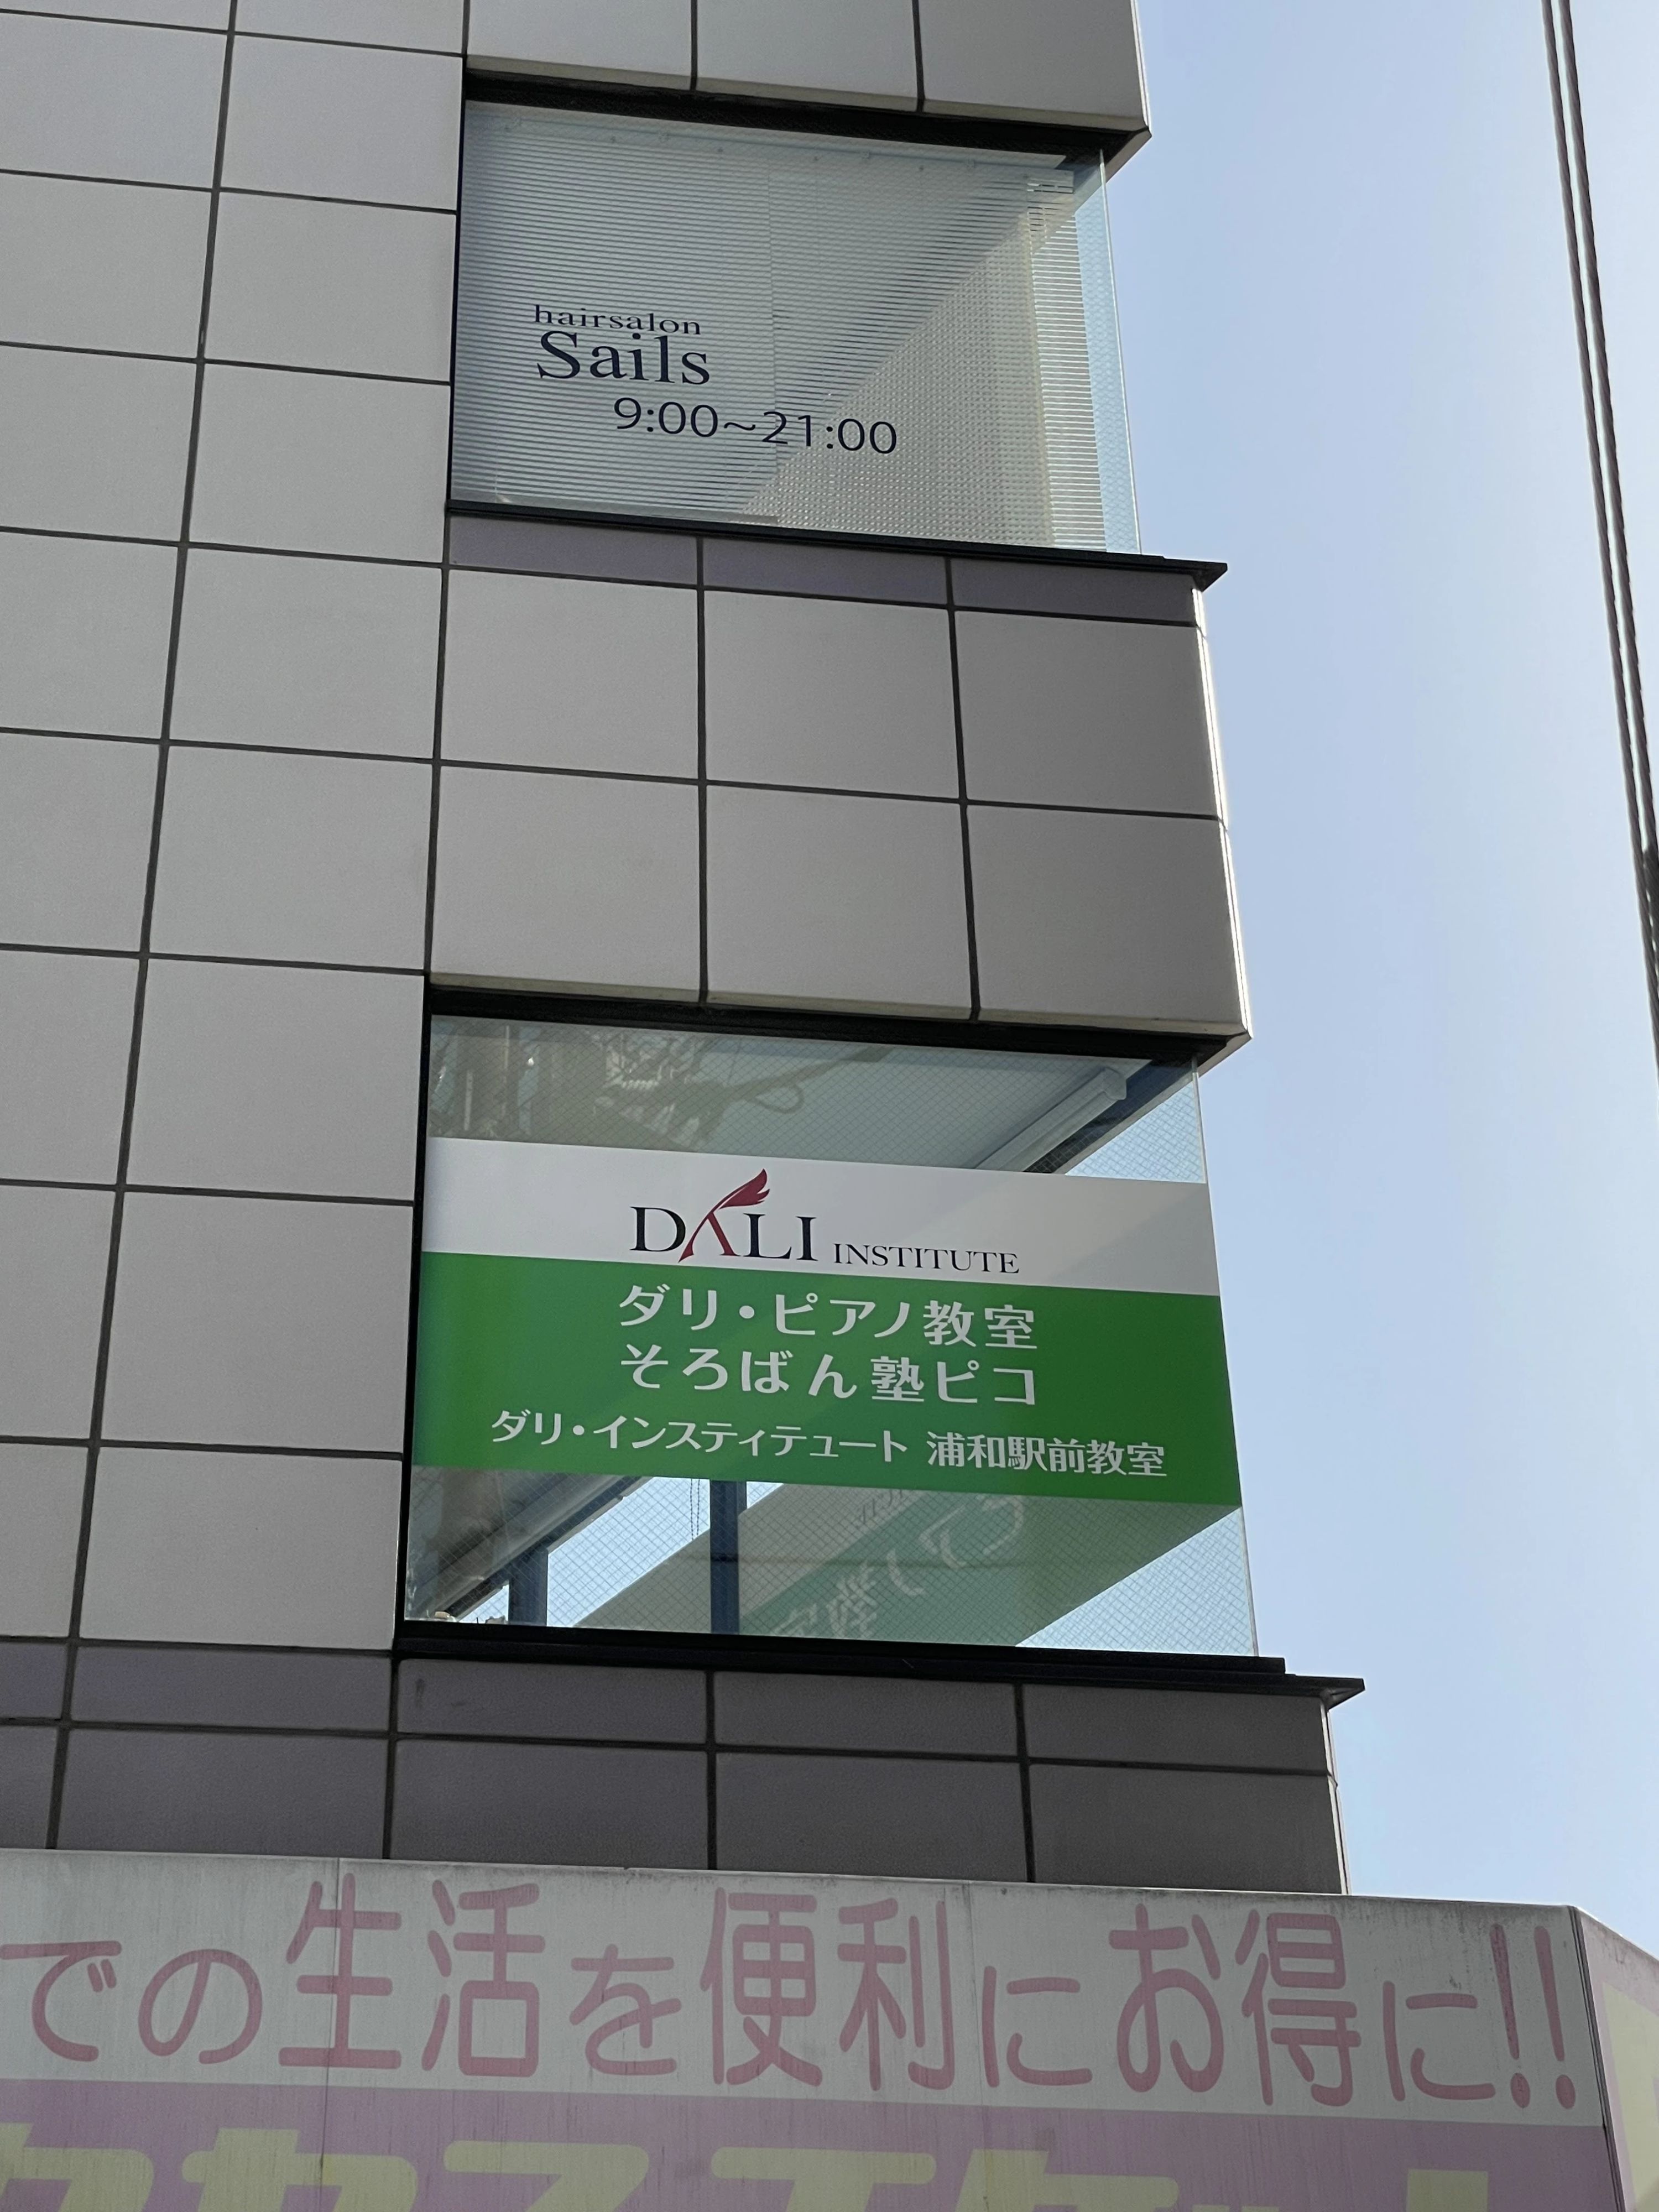 hairsalon
Sails
9:00~21:00
DALI INSTITUTE
ダリ・ピアノ教室
そろばん塾ピコ
ダリ・インスティテュート 浦和駅前教室
での生活を便利にお得に!!